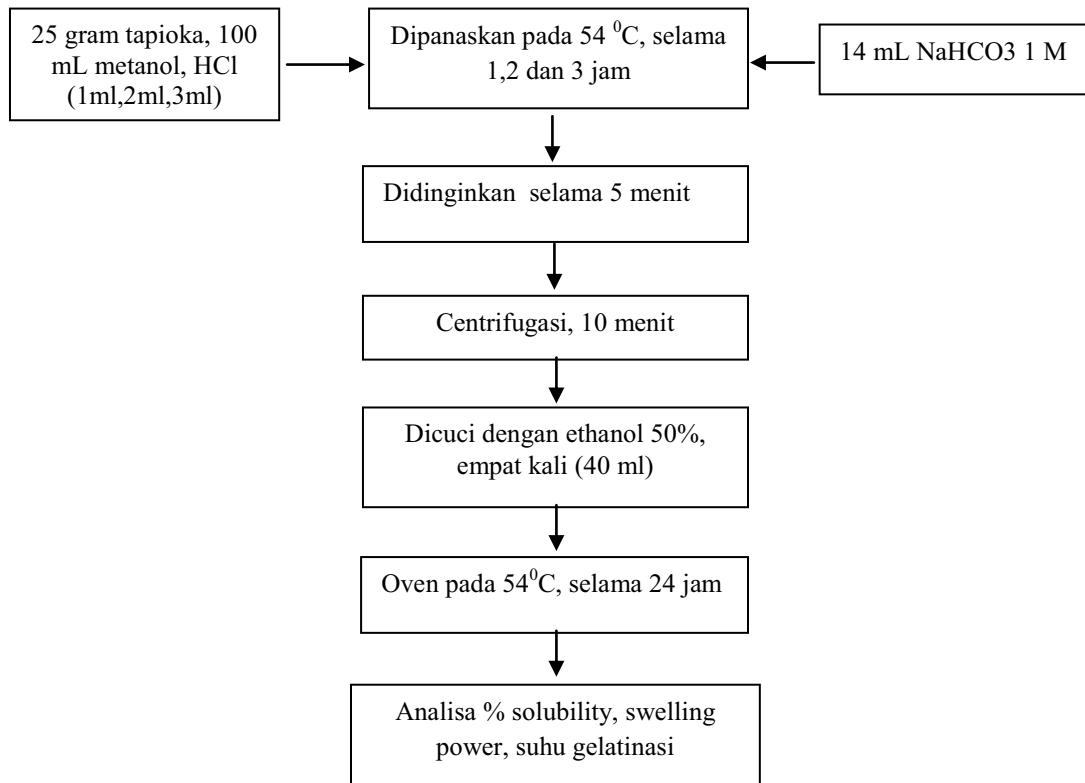 25 gram tapioka, 100
mL metanol, HCl
(1ml,2ml,3ml)
Dipanaskan pada 54 ⁰C, selama
1,2 dan 3 jam
14 mL NaHCO3 1 M
Didinginkan selama 5 menit
Centrifugasi, 10 menit
Dicuci dengan ethanol 50%,
empat kali (40 ml)
Oven pada 54⁰C, selama 24 jam
Analisa % solubility, swelling
power, suhu gelatinasi